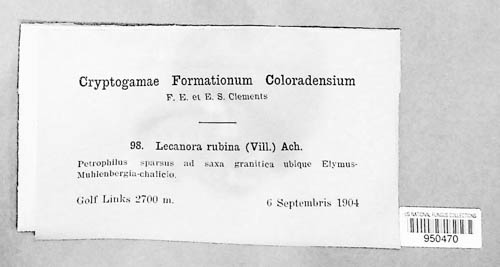 Cryptogamae Formationum Coloradensium
F. E. et E. S. Clements
98. Lecanora rubina (Vill.) Ach.
Petrophilus sparsus ad saxa granitica ubique Elymus-
Muhlenbergia-chalicio.
Golf Links 2700 m. 6 Septembris 1904
US NATIONAL FUNGUS COLLECTIONS
950470